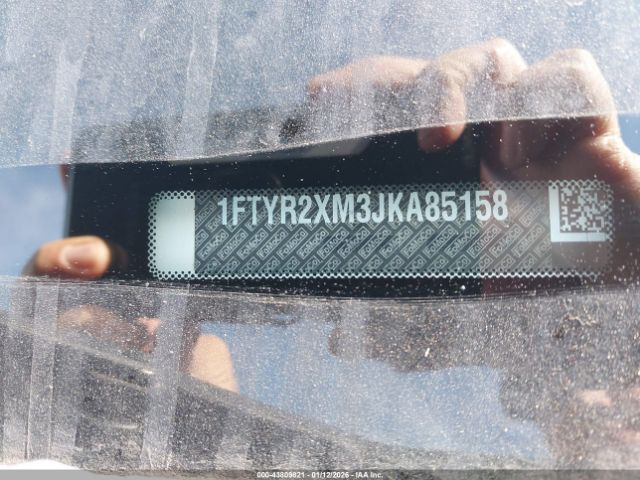 1FTYR2XM3JKA85158
000-43809821 - 01/12/2026 - IAA Inc.